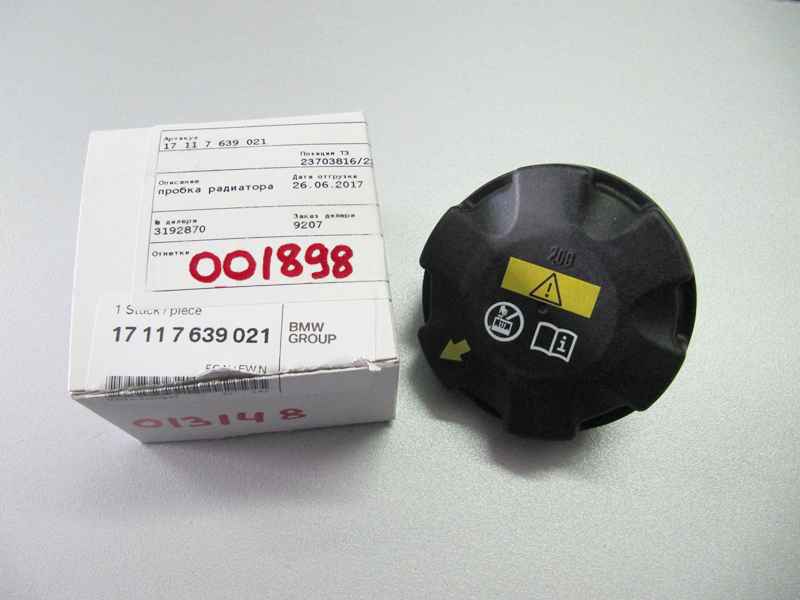 Артикул
17 11 7 639 021
Позиция ТЗ
23703816/2
Описание
пробка радиатора
Дата отгрузки
26.06.2017
№ дилера
3192870
Заказ дилера
9207
Отметки
001898
1 Stück / piece
17 11 7 639 021
BMW
GROUP
013148
200